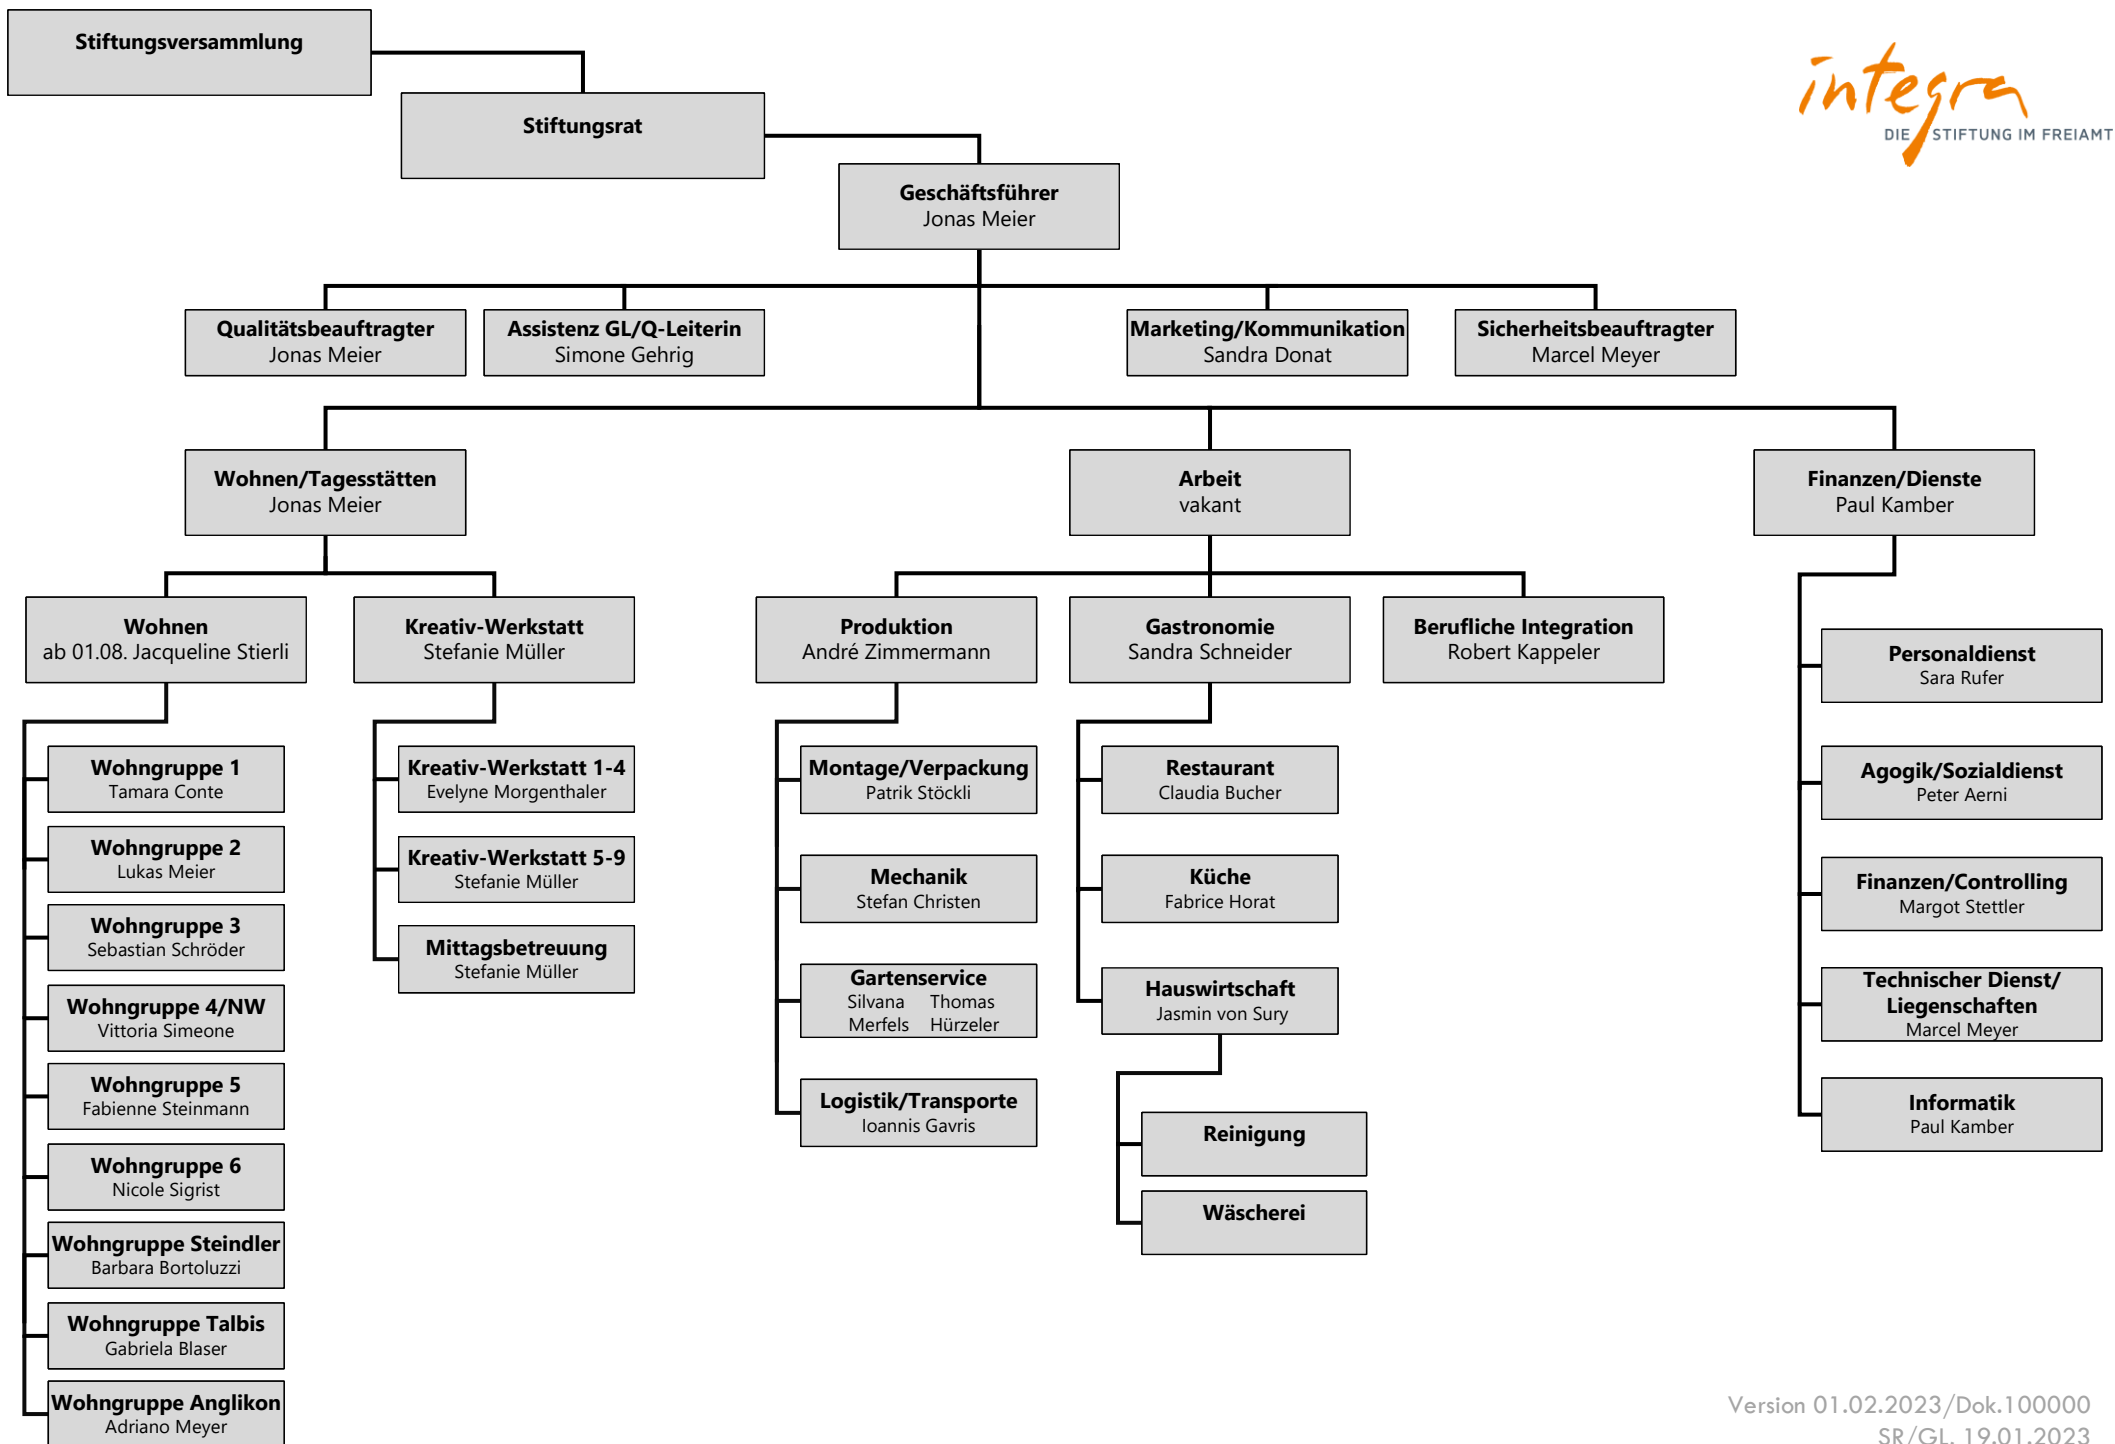 Stiftungsversammlung
integra
DIE STIFTUNG IM FREIAMT
Stiftungsrat
Geschäftsführer
Jonas Meier
Qualitätsbeauftragter
Jonas Meier
Assistenz GL/Q-Leiterin
Simone Gehrig
Marketing/Kommunikation
Sandra Donat
Sicherheitsbeauftragter
Marcel Meyer
Wohnen/Tagesstätten
Jonas Meier
Arbeit
vakant
Finanzen/Dienste
Paul Kamber
Wohnen
ab 01.08. Jacqueline Stierli
Kreativ-Werkstatt
Stefanie Müller
Produktion
André Zimmermann
Gastronomie
Sandra Schneider
Berufliche Integration
Robert Kappeler
Wohngruppe 1
Tamara Conte
Wohngruppe 2
Lukas Meier
Wohngruppe 3
Sebastian Schröder
Wohngruppe 4/NW
Vittoria Simeone
Wohngruppe 5
Fabienne Steinmann
Wohngruppe 6
Nicole Sigrist
Wohngruppe Steindler
Barbara Bortoluzzi
Wohngruppe Talbis
Gabriela Blaser
Wohngruppe Anglikon
Adriano Meyer
Kreativ-Werkstatt 1-4
Evelyne Morgenthaler
Kreativ-Werkstatt 5-9
Stefanie Müller
Mittagsbetreuung
Stefanie Müller
Montage/Verpackung
Patrik Stöckli
Mechanik
Stefan Christen
Gartenservice
Silvana Thomas
Merfels Hürzeler
Logistik/Transporte
Ioannis Gavris
Restaurant
Claudia Bucher
Küche
Fabrice Horat
Hauswirtschaft
Jasmin von Sury
Reinigung
Wäscherei
Personaldienst
Sara Rufer
Agogik/Sozialdienst
Peter Aerni
Finanzen/Controlling
Margot Stettler
Technischer Dienst/
Liegenschaften
Marcel Meyer
Informatik
Paul Kamber
Version 01.02.2023/Dok.100000
SR/GL. 19.01.2023